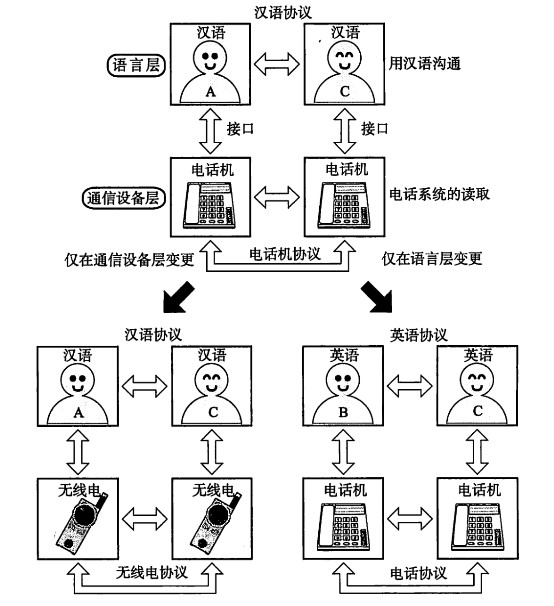 汉语协议
汉语
汉语
语言层
用汉语沟通
A
C
接口
接口
电话机
电话机
通信设备层
电话系统的读取
仅在通信设备层变更
电话机协议
仅在语言层变更
汉语协议
英语协议
汉语
汉语
英语
英语
A
C
B
C
无线电
无线电
电话机
电话机
无线电协议
电话协议